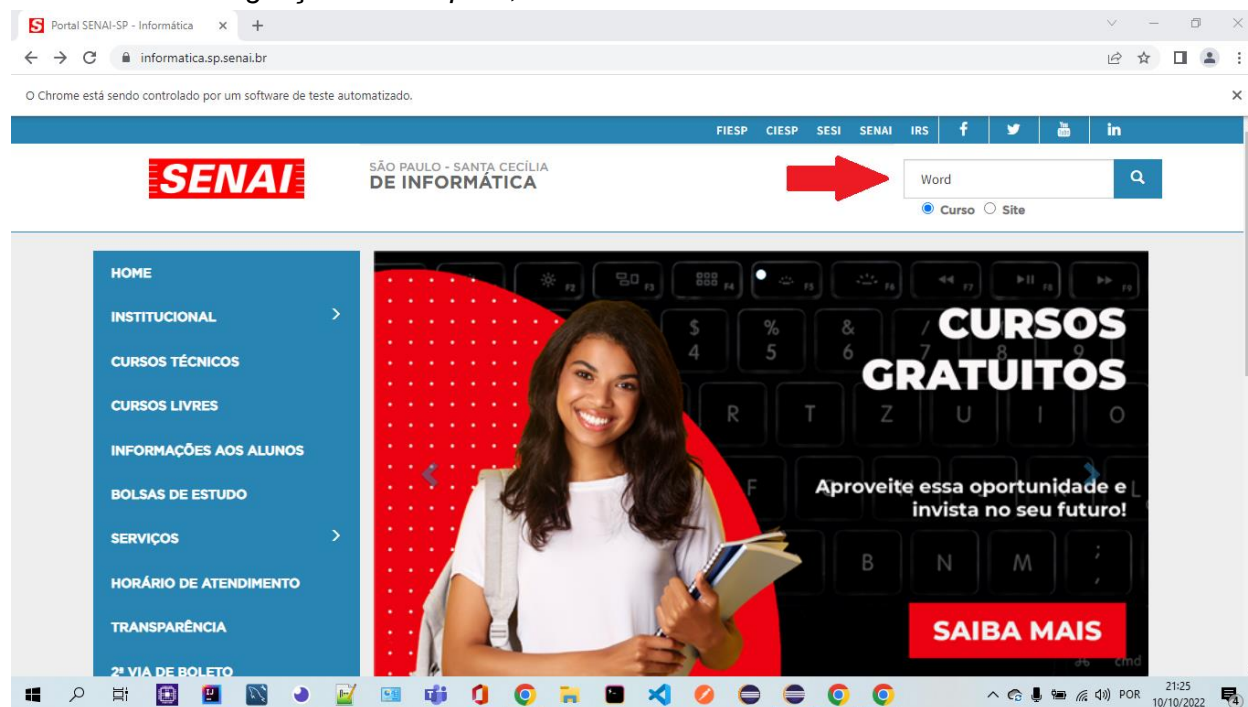 Portal SENAI-SP - Informática
informatica.sp.senai.br
O Chrome está sendo controlado por um software de teste automatizado.
FIESP CIESP SESI SENAI IRS
SENAI
SÃO PAULO - SANTA CECÍLIA
DE INFORMÁTICA
Word
Curso Site
HOME
INSTITUCIONAL
CURSOS TÉCNICOS
CURSOS LIVRES
INFORMAÇÕES AOS ALUNOS
BOLSAS DE ESTUDO
SERVIÇOS
HORÁRIO DE ATENDIMENTO
TRANSPARÊNCIA
2ª VIA DE BOLETO
CURSOS
GRATUITOS
Aproveite essa oportunidade e
invista no seu futuro!
SAIBA MAIS
POR
21:25
10/10/2022